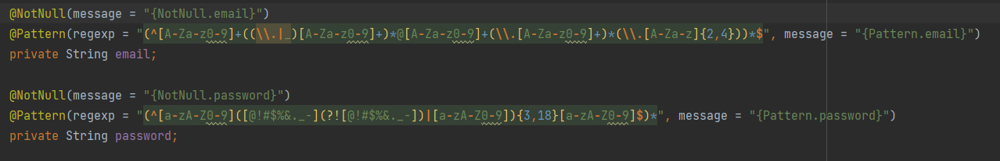 @NotNull(message = "{NotNull.email}")
@Pattern(regexp = "(^[A-Za-z0-9]+((\\.|_)[A-Za-z0-9]+)*@[A-Za-z0-9]+(\\.[A-Za-z0-9]+)*(\\.[A-Za-z]{2,4}))*$", message = "{Pattern.email}")
private String email;
@NotNull(message = "{NotNull.password}")
@Pattern(regexp = "(^[a-zA-Z0-9]([@!#$%&._-](?![@!#$%&._-])|[a-zA-Z0-9]){3,18}[a-zA-Z0-9]$)*", message = "{Pattern.password}")
private String password;